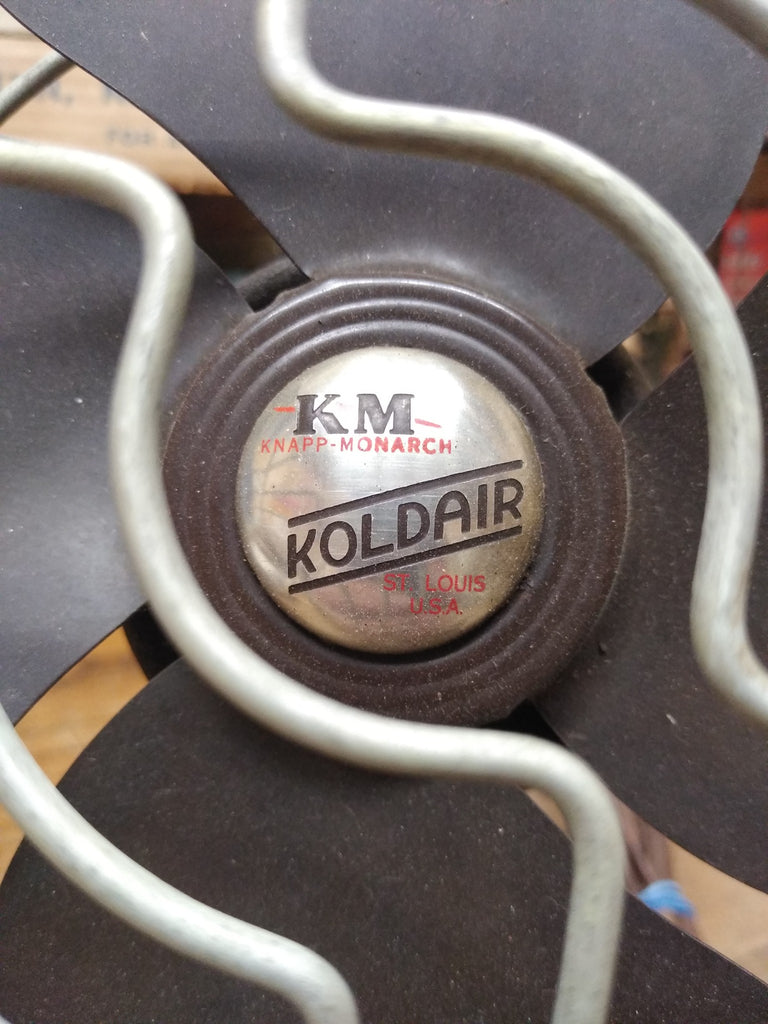 KM
KNAPP-MONARCH
KOLDAIR
ST. LOUIS
U.S.A.